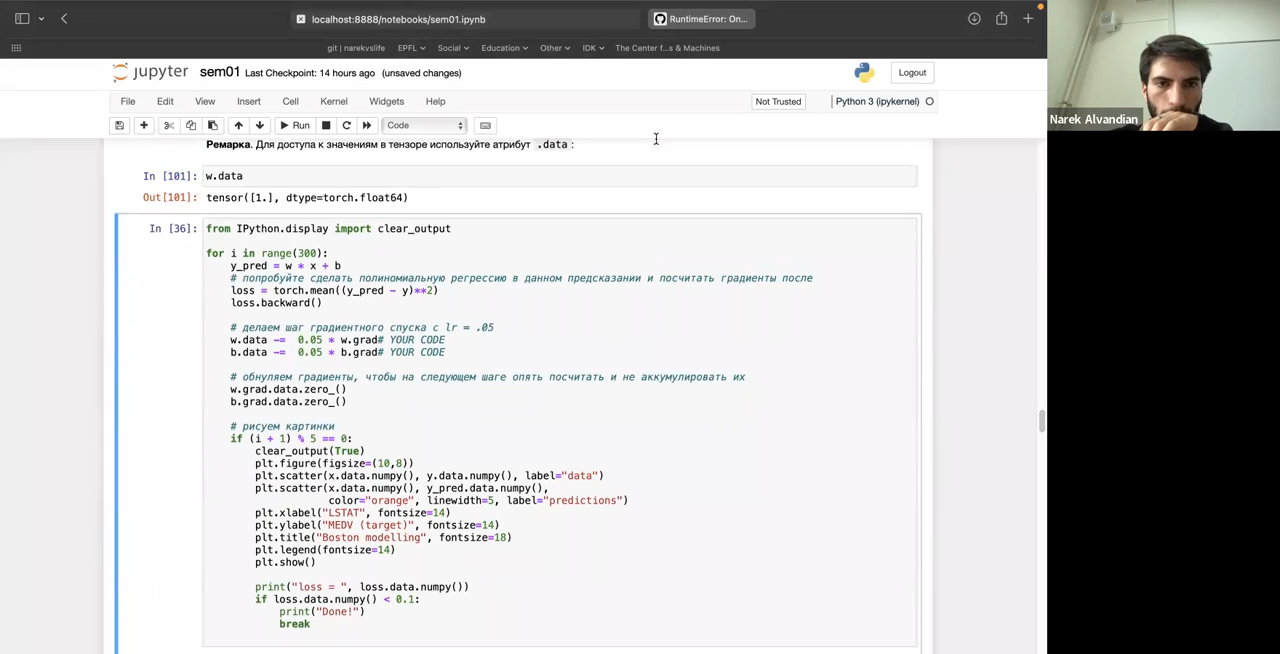 localhost:8888/notebooks/sem01.ipynb
RuntimeError: On...
git | narekvslife EPFL Social Education Other IDK The Center f...s & Machines
jupyter sem01 Last Checkpoint: 14 hours ago (unsaved changes)
Logout
File Edit View Insert Cell Kernel Widgets Help
Not Trusted
Python 3 (ipykernel)
Run
Code
Narek Alvandian
Ремарка. Для доступа к значениям в тензоре используйте атрибут .data :
In [101]: w.data
Out[101]: tensor([1.], dtype=torch.float64)
In [36]: from IPython.display import clear_output
for i in range(300):
y_pred = w * x + b
# попробуйте сделать полиномиальную регрессию в данном предсказании и посчитать градиенты после
loss = torch.mean((y_pred - y)**2)
loss.backward()
# делаем шаг градиентного спуска с lr = .05
w.data -= 0.05 * w.grad# YOUR CODE
b.data -= 0.05 * b.grad# YOUR CODE
# обнуляем градиенты, чтобы на следующем шаге опять посчитать и не аккумулировать их
w.grad.data.zero_()
b.grad.data.zero_()
# рисуем картинки
if (i + 1) % 5 == 0:
clear_output(True)
plt.figure(figsize=(10,8))
plt.scatter(x.data.numpy(), y.data.numpy(), label="data")
plt.scatter(x.data.numpy(), y_pred.data.numpy(),
color="orange", linewidth=5, label="predictions")
plt.xlabel("LSTAT", fontsize=14)
plt.ylabel("MEDV (target)", fontsize=14)
plt.title("Boston modelling", fontsize=18)
plt.legend(fontsize=14)
plt.show()
print("loss = ", loss.data.numpy())
if loss.data.numpy() < 0.1:
print("Done!")
break